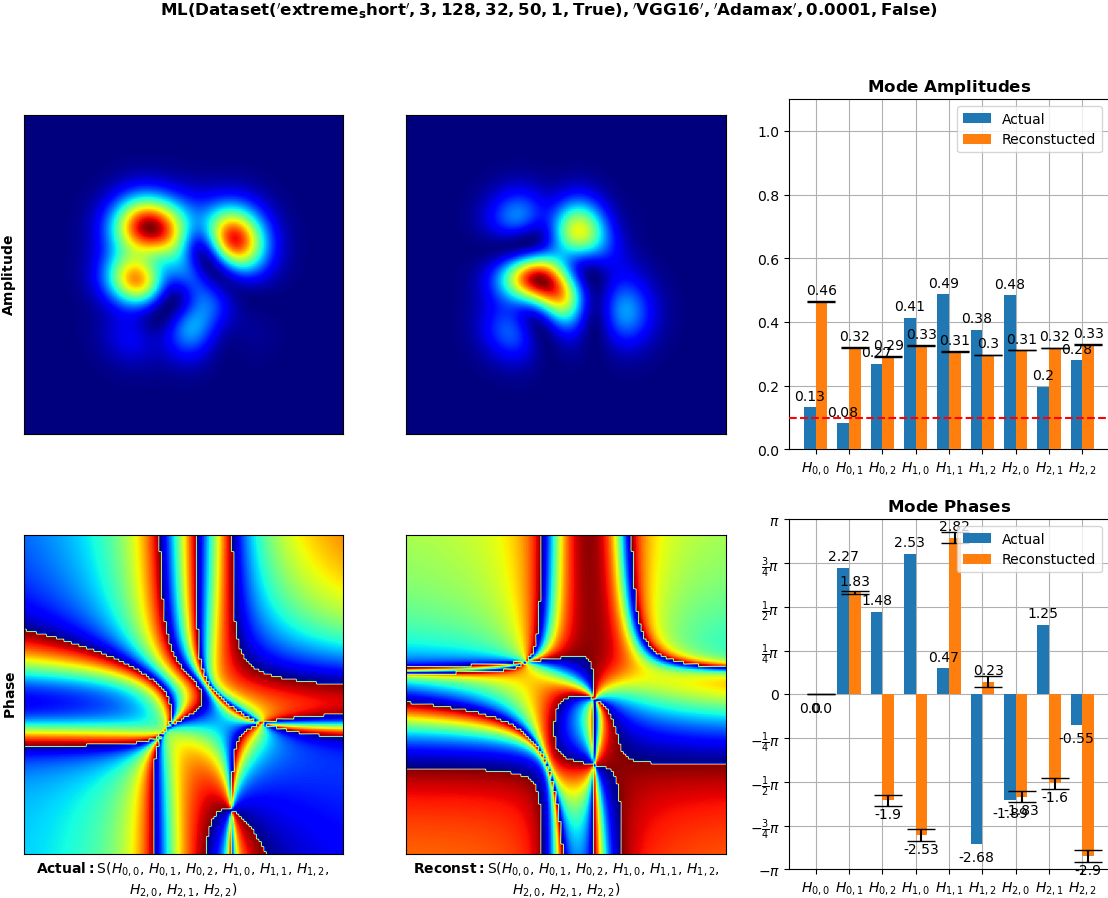 ML(Dataset('extreme_short', 3, 128, 32, 50, 1, True), 'VGG16', 'Adamax', 0.0001, False)
Amplitude
Mode Amplitudes
Actual
Reconstucted
1.0
0.8
0.6
0.4
0.2
0.0
0.13
0.46
0.08
0.32
0.27
0.29
0.41
0.33
0.49
0.31
0.38
0.3
0.48
0.31
0.2
0.32
0.28
0.33
H0,0 H0,1 H0,2 H1,0 H1,1 H1,2 H2,0 H2,1 H2,2
Phase
Actual: S(H0,0, H0,1, H0,2, H1,0, H1,1, H1,2,
H2,0, H2,1, H2,2)
Reconst: S(H0,0, H0,1, H0,2, H1,0, H1,1, H1,2,
H2,0, H2,1, H2,2)
Mode Phases
Actual
Reconstucted
π
3/4π
1/2π
1/4π
0
−1/4π
−1/2π
−3/4π
−π
0.0
0.0
2.27
1.83
1.48
-1.9
2.53
-2.53
0.47
2.82
-2.68
0.23
-1.89
-1.83
1.25
-1.6
-0.55
-2.9
H0,0 H0,1 H0,2 H1,0 H1,1 H1,2 H2,0 H2,1 H2,2